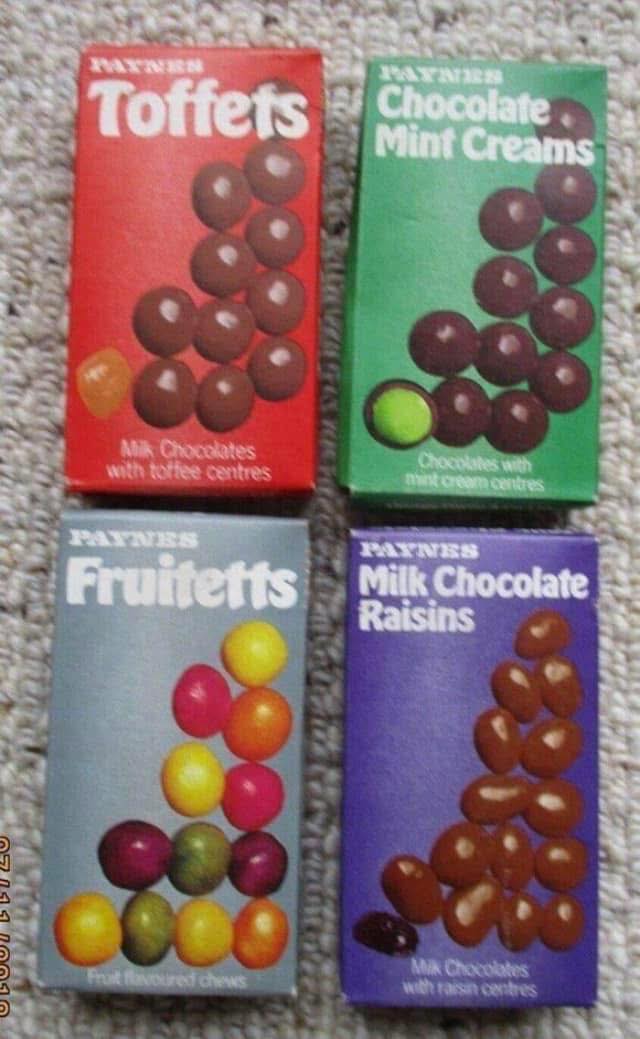 PAYNES
Toffets
Milk Chocolates
with toffee centres
PAYNES
Chocolate
Mint Creams
Chocolates with
mint cream centres
PAYNES
Fruitetts
Fruit flavoured chews
PAYNES
Milk Chocolate
Raisins
Milk Chocolates
with raisin centres